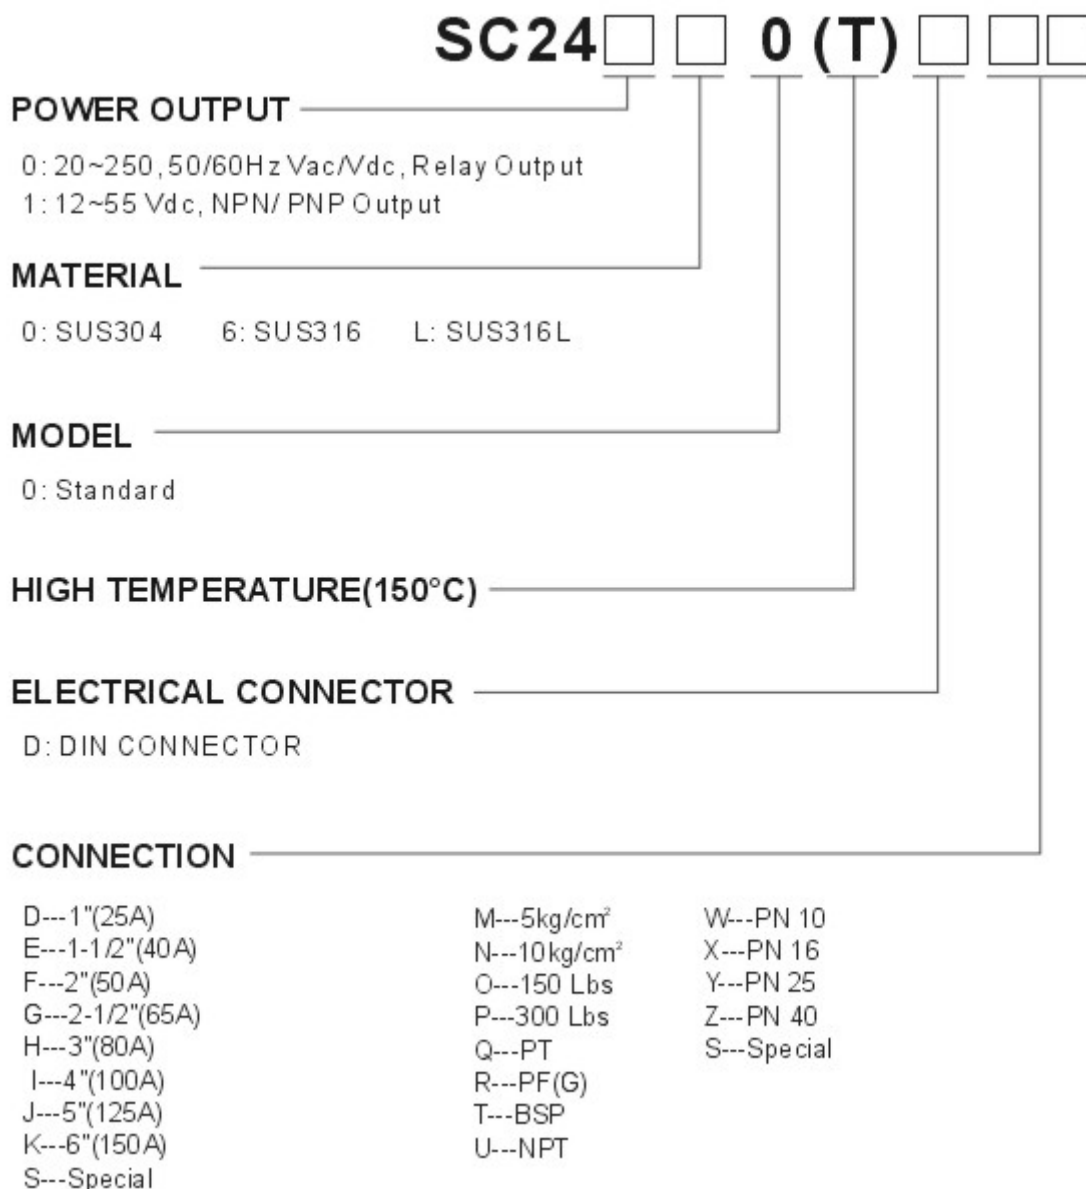 SC24□ □ 0 (T) □ □□
POWER OUTPUT
0: 20~250, 50/60Hz Vac/Vdc, Relay Output
1: 12~55 Vdc, NPN/ PNP Output
MATERIAL
0: SUS304 6: SUS316 L: SUS316L
MODEL
0: Standard
HIGH TEMPERATURE(150°C)
ELECTRICAL CONNECTOR
D: DIN CONNECTOR
CONNECTION
D---1"(25A)
E---1-1/2"(40A)
F---2"(50A)
G---2-1/2"(65A)
H---3"(80A)
I---4"(100A)
J---5"(125A)
K---6"(150A)
S---Special
M---5kg/cm²
N---10kg/cm²
O---150 Lbs
P---300 Lbs
Q---PT
R---PF(G)
T---BSP
U---NPT
W---PN 10
X---PN 16
Y---PN 25
Z---PN 40
S---Special